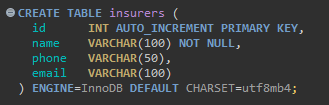 CREATE TABLE insurers (
    id      INT AUTO_INCREMENT PRIMARY KEY,
    name    VARCHAR(100) NOT NULL,
    phone   VARCHAR(50),
    email   VARCHAR(100)
) ENGINE=InnoDB DEFAULT CHARSET=utf8mb4;